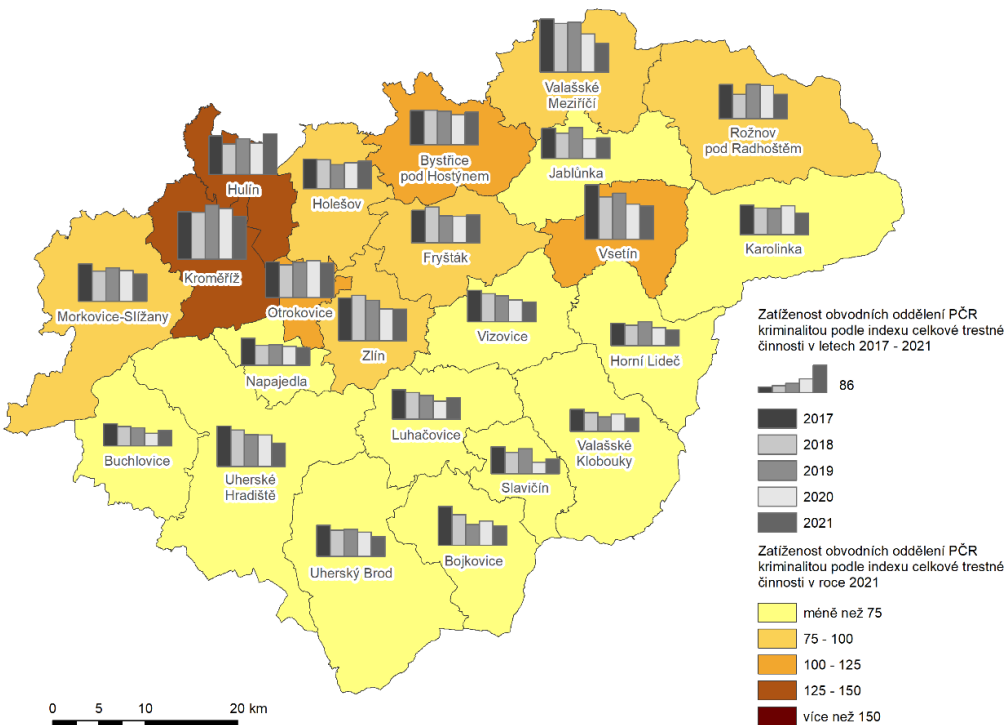 Valašské
Meziříčí
Rožnov
pod Radhoštěm
Bystřice
pod Hostýnem
Jablůnka
Hulín
Holešov
Karolinka
Vsetín
Fryšták
Kroměříž
Morkovice-Slížany
Otrokovice
Zlín
Vizovice
Horní Lideč
Napajedla
Luhačovice
Valašské
Klobouky
Buchlovice
Uherské
Hradiště
Slavičín
Bojkovice
Uherský Brod
Zatíženost obvodních oddělení PČR
kriminalitou podle indexu celkové trestné
činnosti v letech 2017 - 2021
86
2017
2018
2019
2020
2021
Zatíženost obvodních oddělení PČR
kriminalitou podle indexu celkové trestné
činnosti v roce 2021
méně než 75
75 - 100
100 - 125
125 - 150
více než 150
0 5 10 20 km